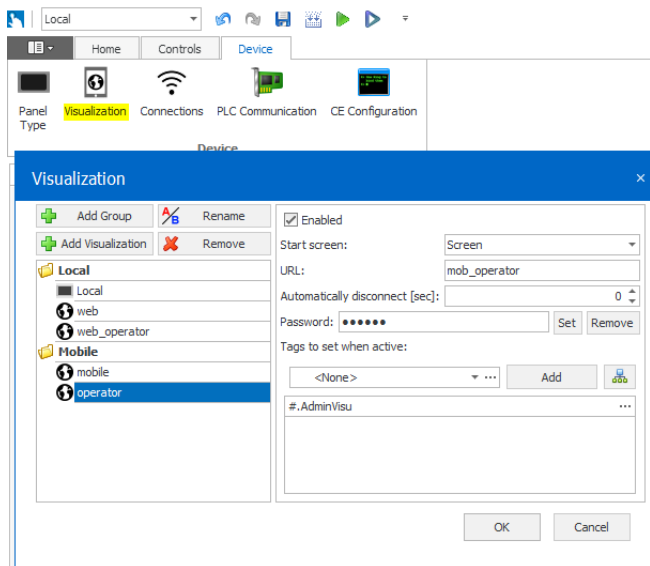 Local
Home Controls Device
Panel Type
Visualization
Connections
PLC Communication
CE Configuration
Device
Visualization
Add Group
Rename
Add Visualization
Remove
Local
Local
web
web_operator
Mobile
mobile
operator
Enabled
Start screen: Screen
URL: mob_operator
Automatically disconnect [sec]: 0
Password: ●●●●●● Set Remove
Tags to set when active:
<None> ... Add
#.AdminVisu ...
OK Cancel